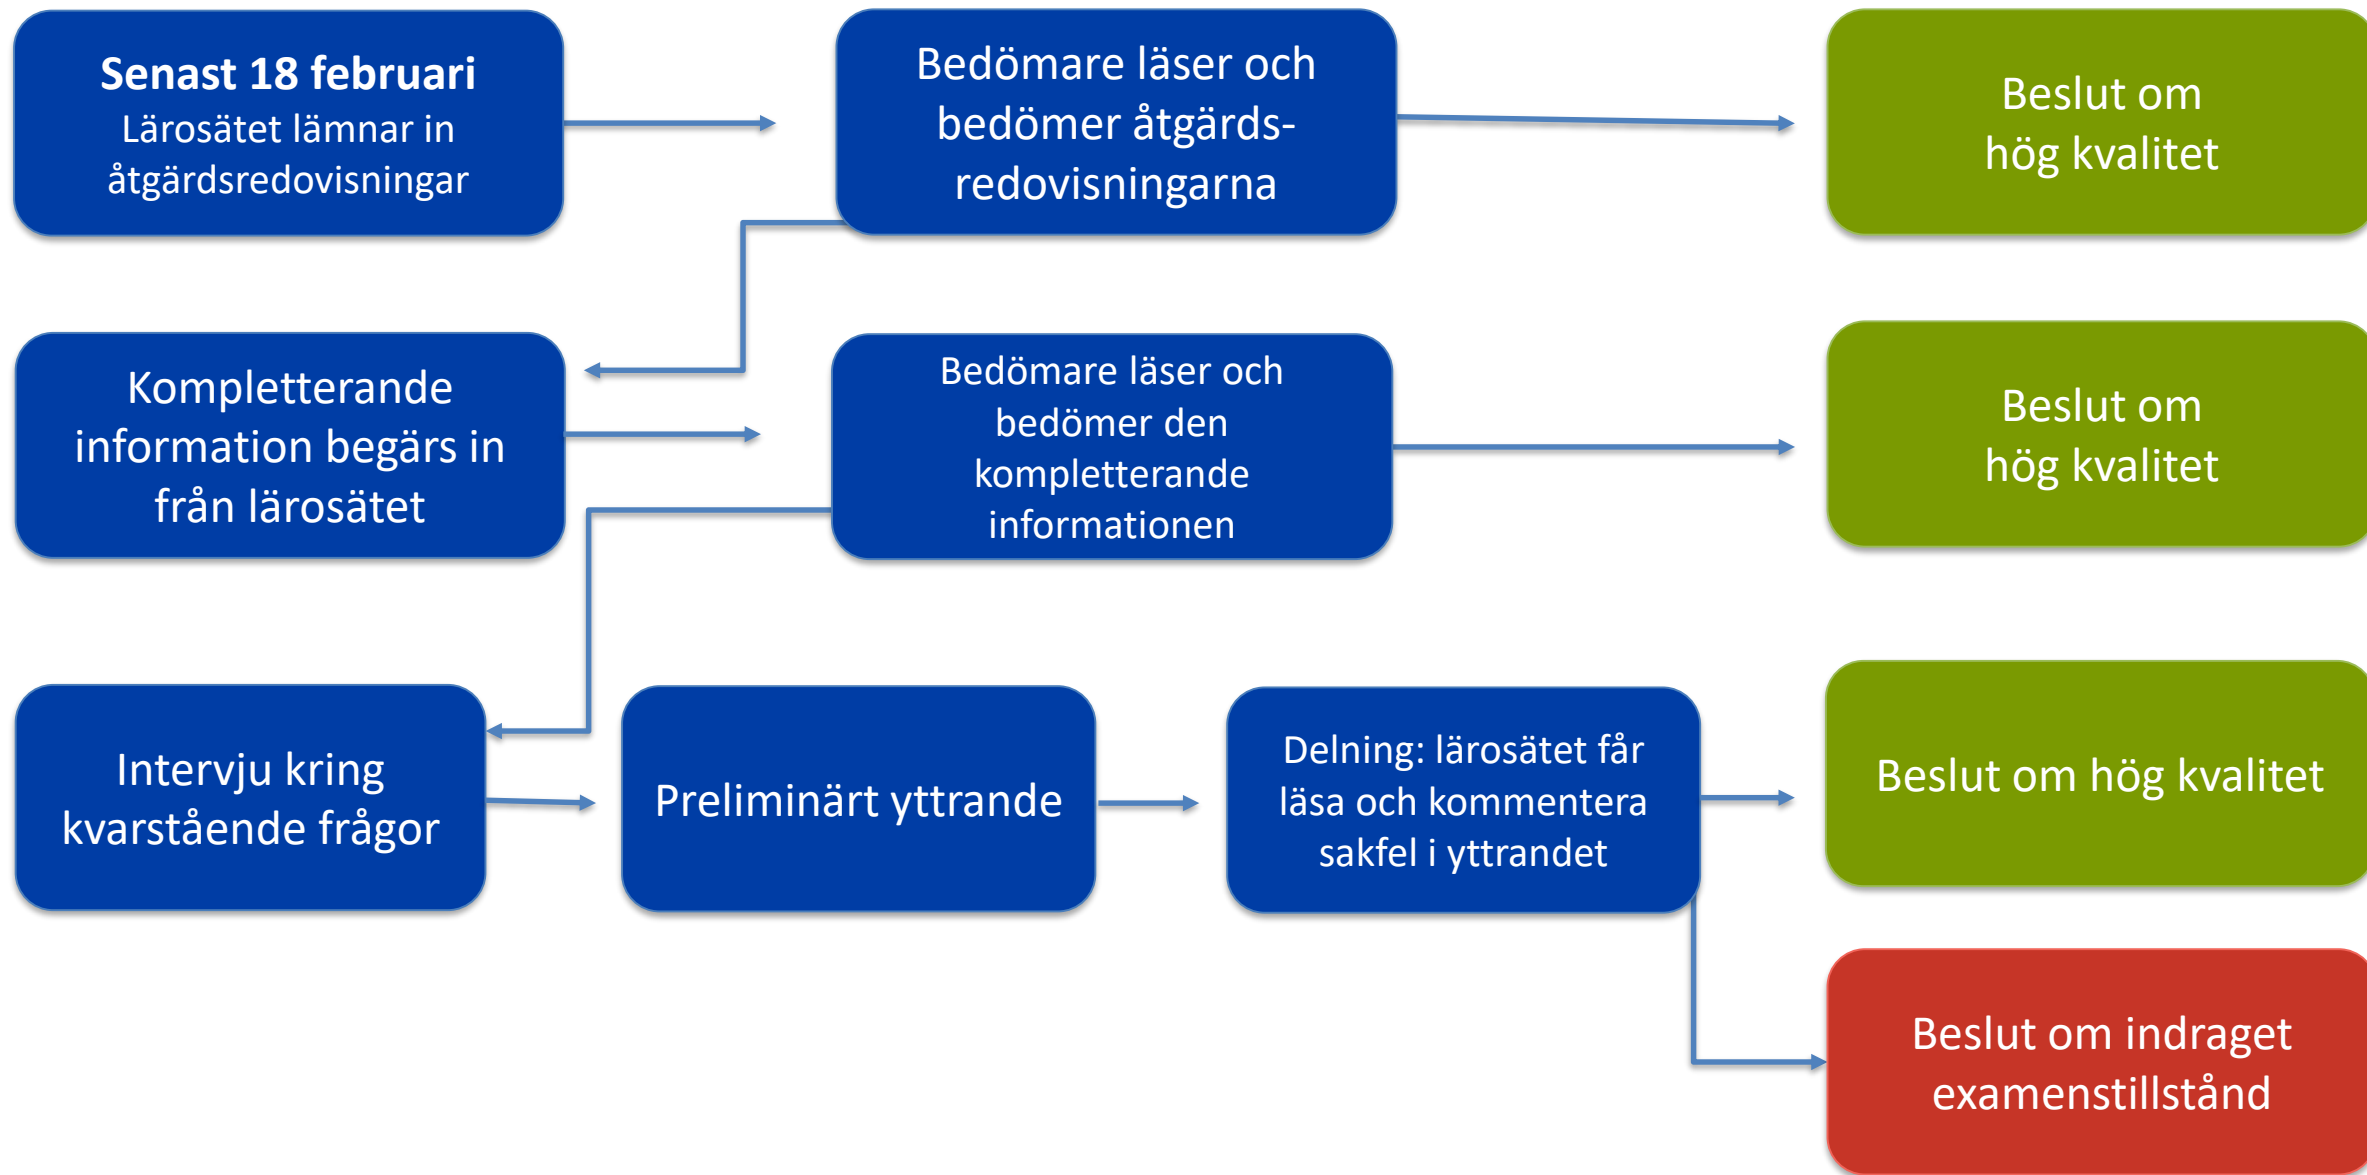 Senast 18 februari
Lärosätet lämnar in
åtgärdsredovisningar
Bedömare läser och
bedömer åtgärds-
redovisningarna
Beslut om
hög kvalitet
Kompletterande
information begärs in
från lärosätet
Bedömare läser och
bedömer den
kompletterande
informationen
Beslut om
hög kvalitet
Intervju kring
kvarstående frågor
Preliminärt yttrande
Delning: lärosätet får
läsa och kommentera
sakfel i yttrandet
Beslut om hög kvalitet
Beslut om indraget
examenstillstånd